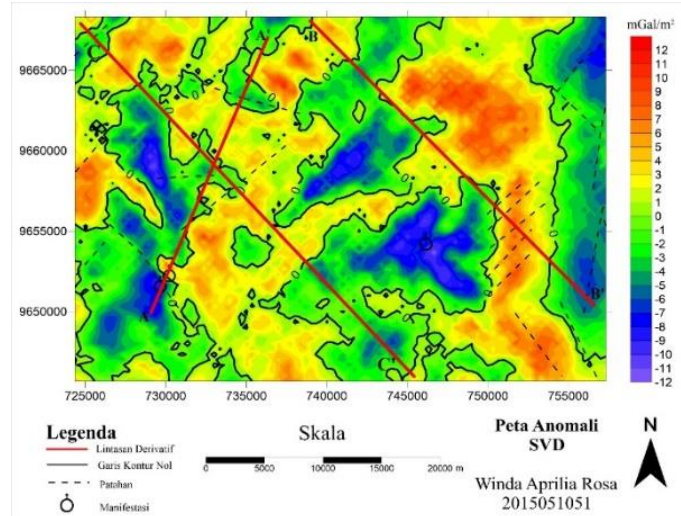 mGal/m²
12
11
10
9
8
7
6
5
4
3
2
1
0
-1
-2
-3
-4
-5
-6
-7
-8
-9
-10
-11
-12
9665000
9660000
9655000
9650000
C
A'
B
A
C'
B'
725000 730000 735000 740000 745000 750000 755000
Legenda
Lintasan Derivatif
Garis Kontur Nol
Patahan
Manifestasi
Skala
0 5000 10000 15000 20000 m
Peta Anomali
SVD
N
Winda Aprilia Rosa
2015051051